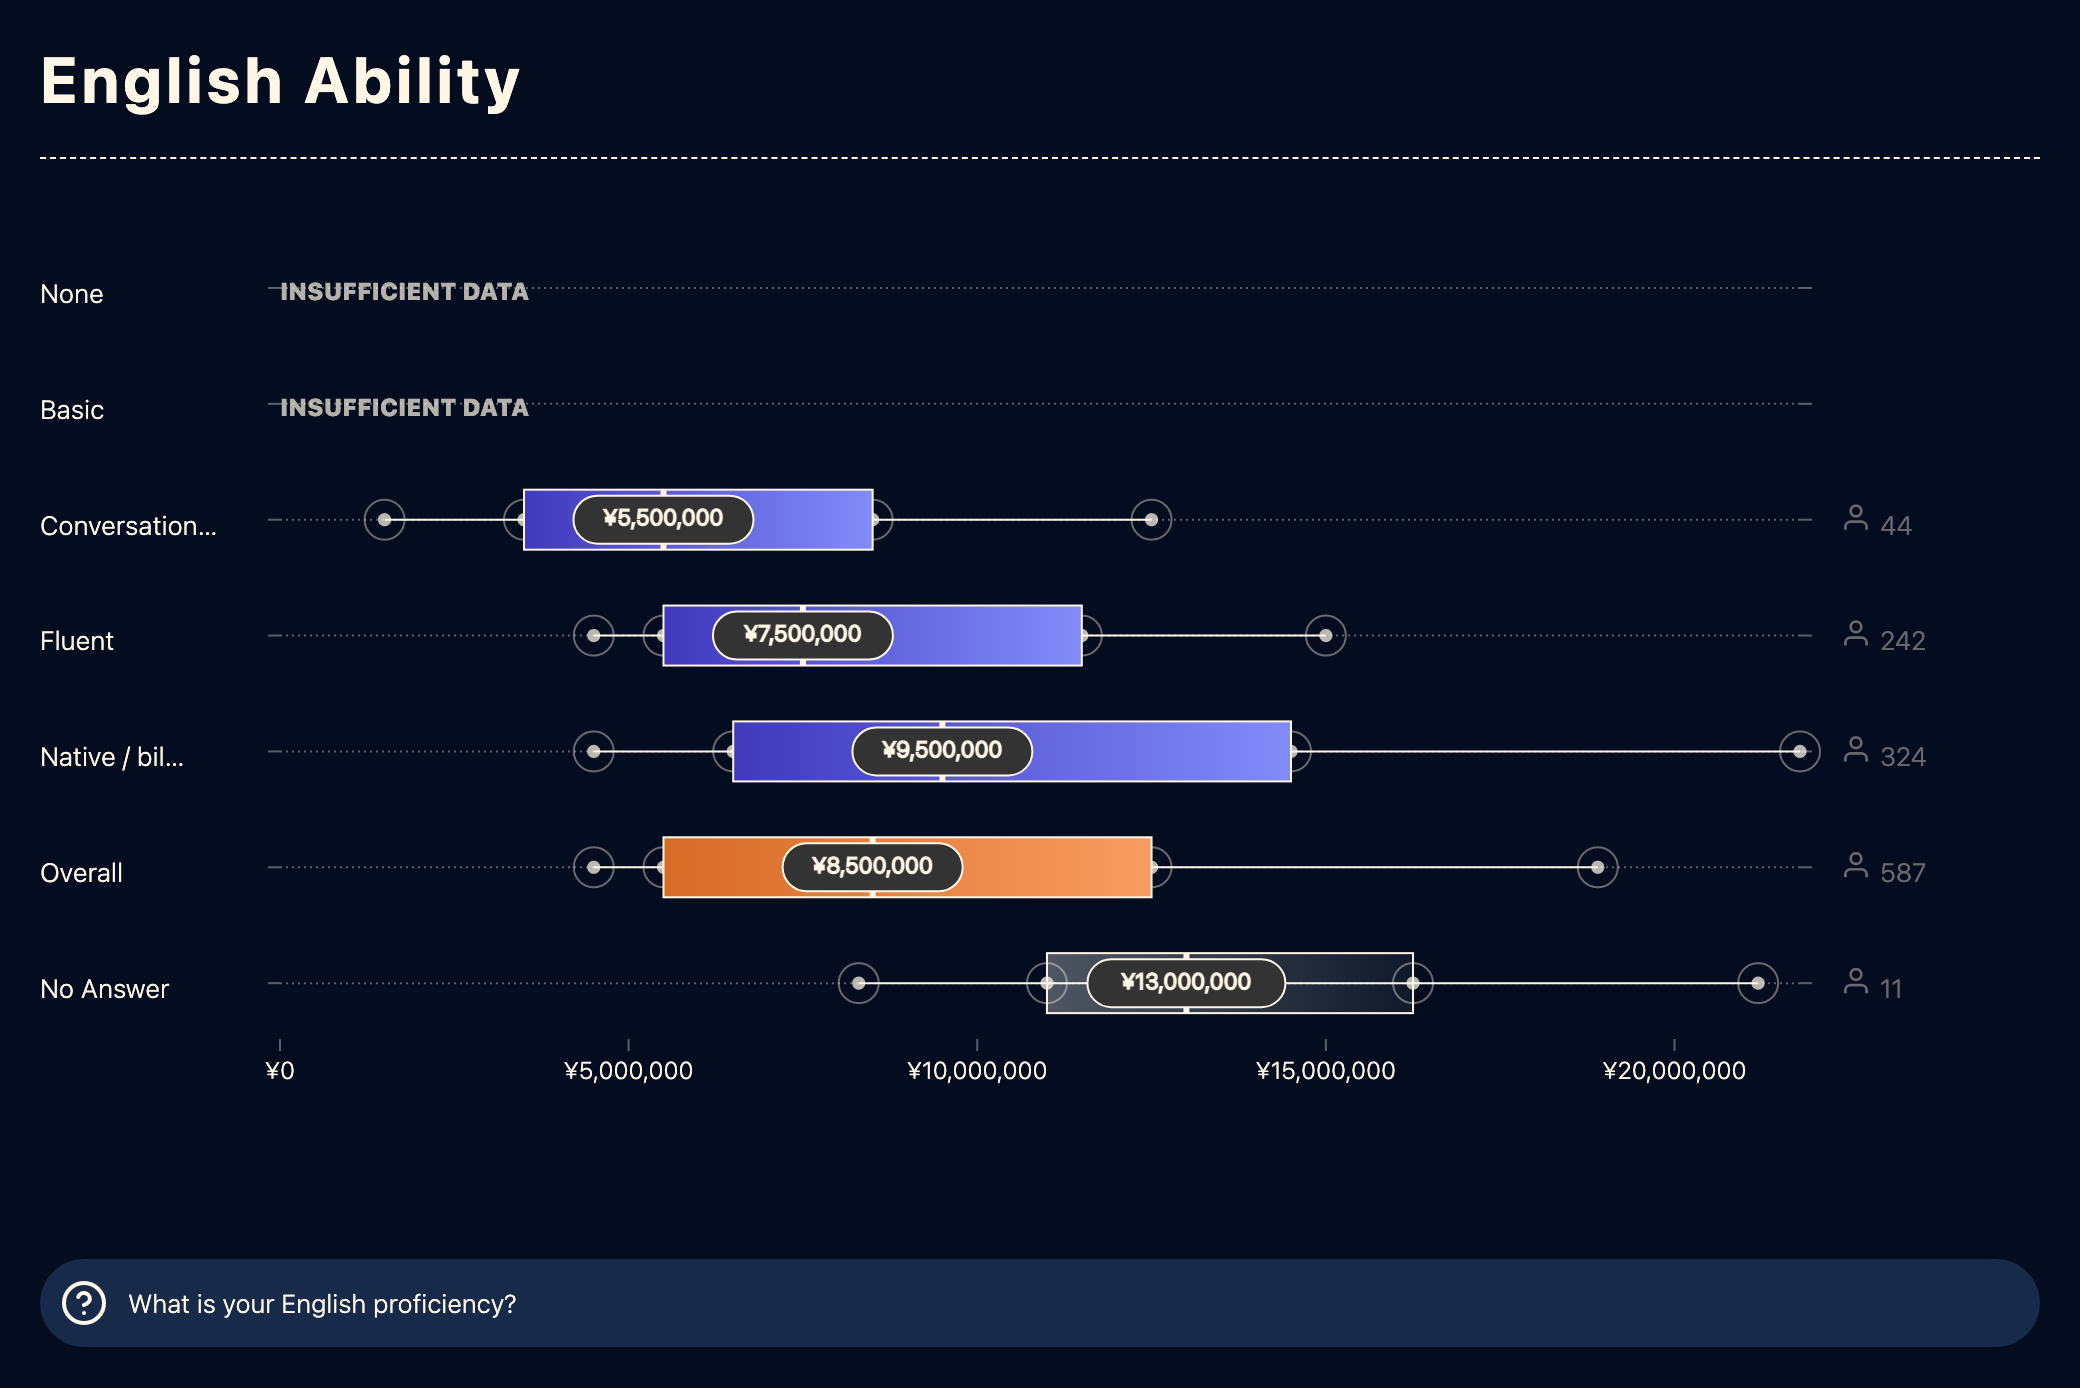 English Ability
None INSUFFICIENT DATA
Basic INSUFFICIENT DATA
Conversation... ¥5,500,000 44
Fluent ¥7,500,000 242
Native / bil... ¥9,500,000 324
Overall ¥8,500,000 587
No Answer ¥13,000,000 11
¥0 ¥5,000,000 ¥10,000,000 ¥15,000,000 ¥20,000,000
What is your English proficiency?